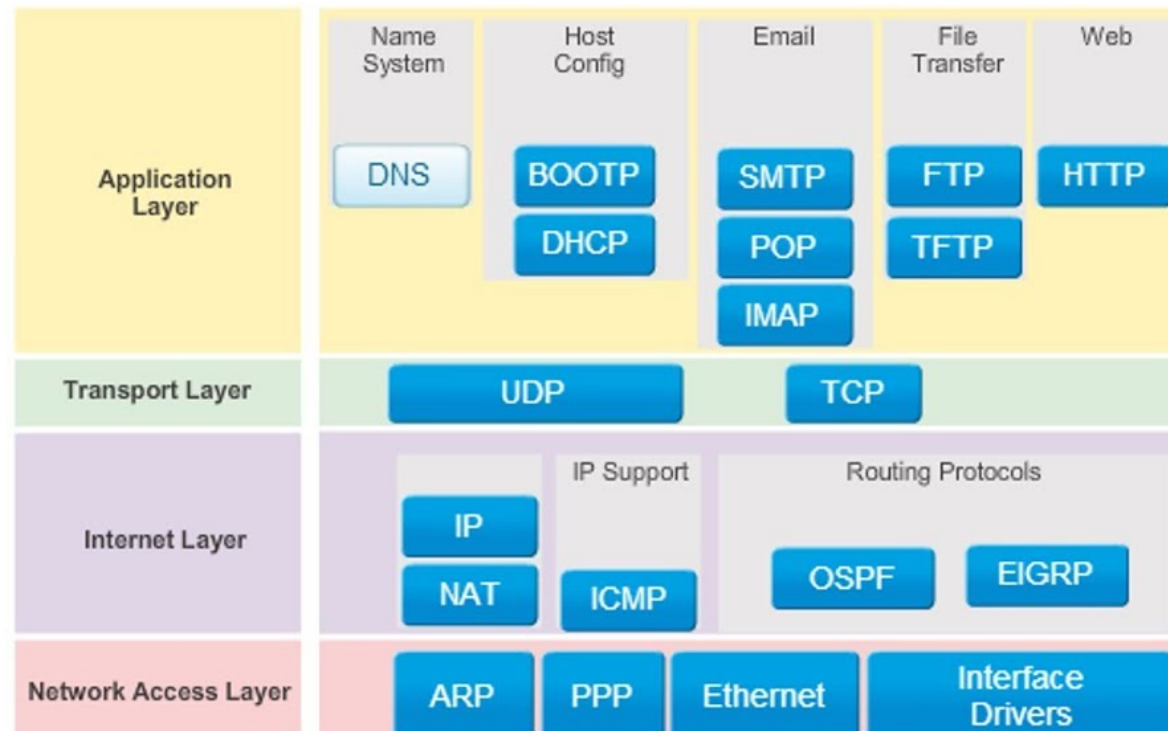 Name
System
Host
Config
Email
File
Transfer
Web
Application
Layer
DNS
BOOTP
SMTP
FTP
HTTP
DHCP
POP
TFTP
IMAP
Transport Layer
UDP
TCP
Internet Layer
IP Support
Routing Protocols
IP
NAT
ICMP
OSPF
EIGRP
Network Access Layer
ARP
PPP
Ethernet
Interface
Drivers